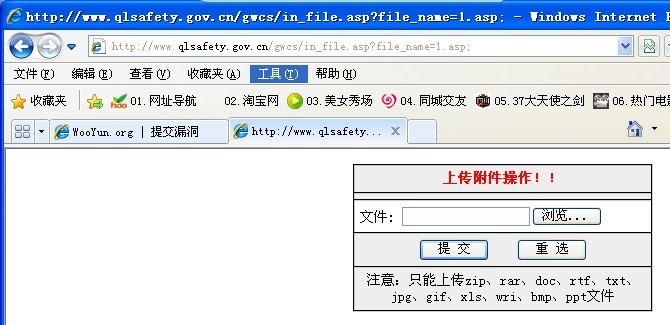 http://www.qlsafety.gov.cn/gwcs/in_file.asp?file_name=1.asp; - Windows Internet
http://www.qlsafety.gov.cn/gwcs/in_file.asp?file_name=1.asp;
文件(F) 编辑(E) 查看(V) 收藏夹(A) 工具(T) 帮助(H)
收藏夹 hao 01.网址导航 02.淘宝网 03.美女秀场 04.同城交友 05.37大天使之剑 06.热门电影
WooYun.org | 提交漏洞 http://www.qlsafety...
上传附件操作！！
文件： 浏览...
提 交 重 选
注意：只能上传zip、rar、doc、rtf、txt、
jpg、gif、xls、wri、bmp、ppt文件